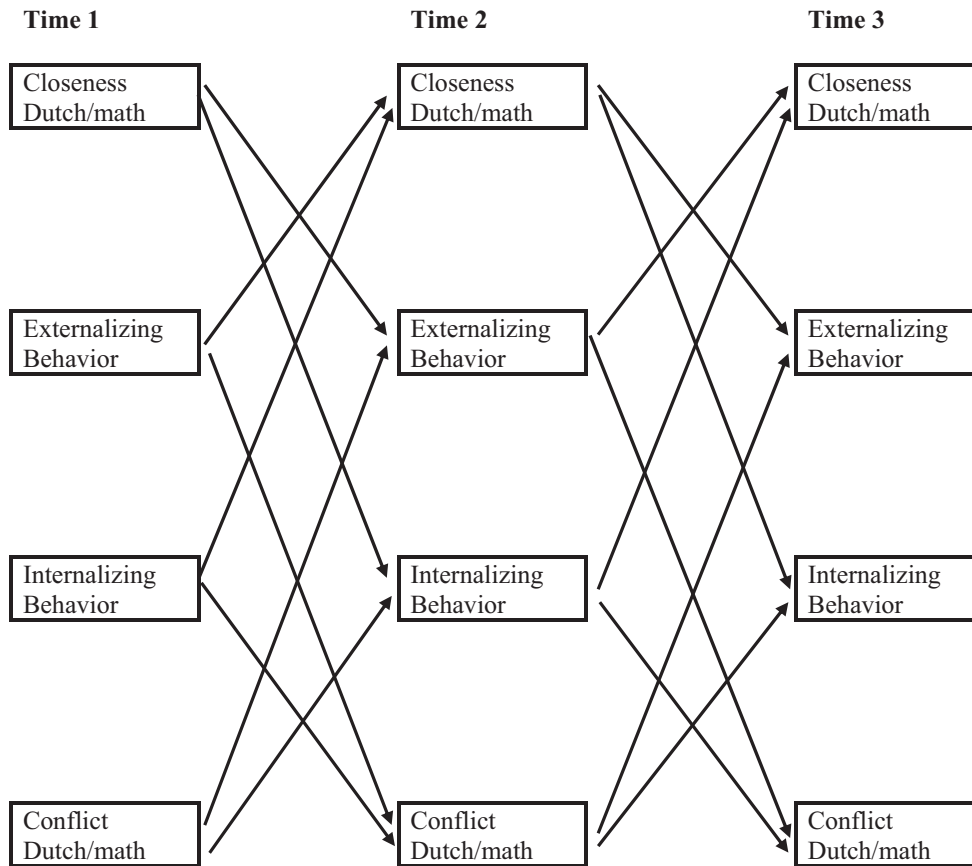 Time 1
Time 2
Time 3
Closeness
Dutch/math
Closeness
Dutch/math
Closeness
Dutch/math
Externalizing
Behavior
Externalizing
Behavior
Externalizing
Behavior
Internalizing
Behavior
Internalizing
Behavior
Internalizing
Behavior
Conflict
Dutch/math
Conflict
Dutch/math
Conflict
Dutch/math